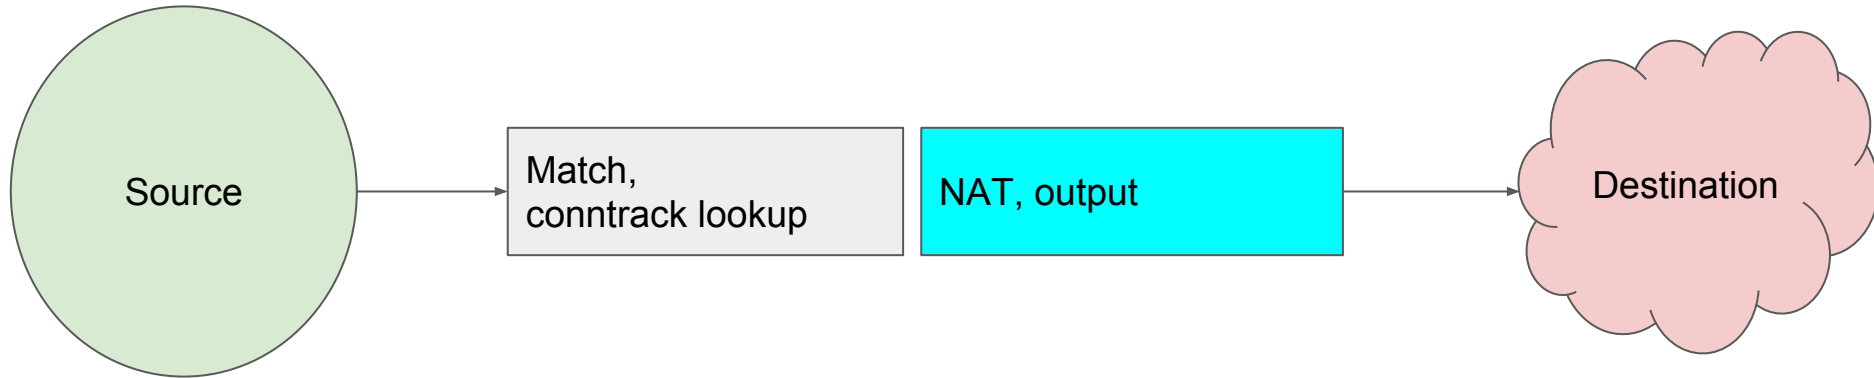 Source
Match,
conntrack lookup
NAT, output
Destination